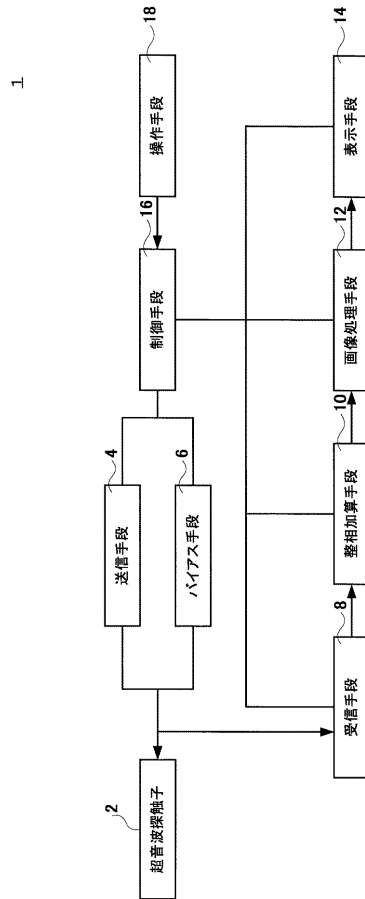 1
2
超音波探触子
4
送信手段
6
バイアス手段
16
制御手段
18
操作手段
8
受信手段
10
整相加算手段
12
画像処理手段
14
表示手段